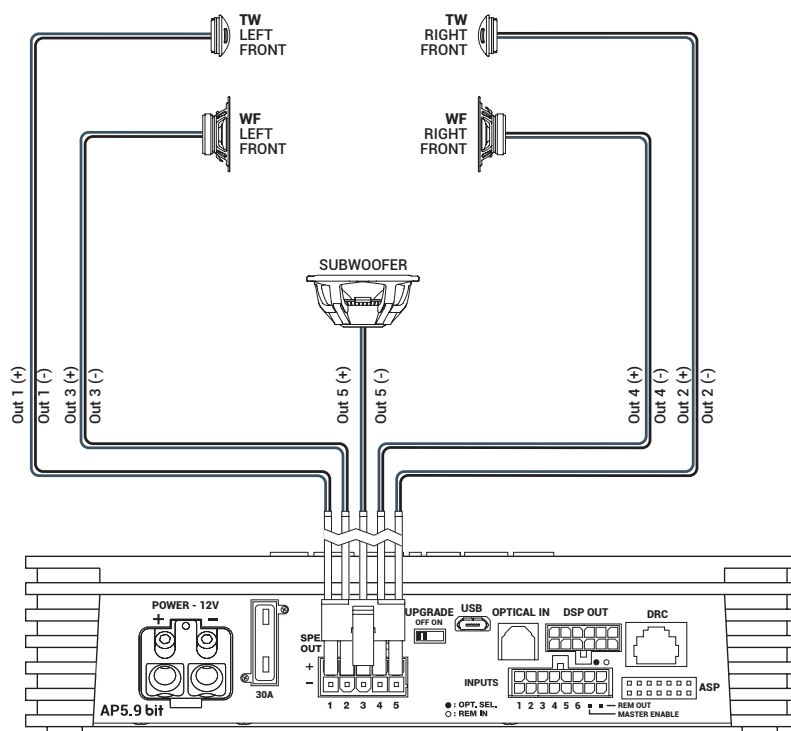 TW
LEFT
FRONT
TW
RIGHT
FRONT
WF
LEFT
FRONT
WF
RIGHT
FRONT
SUBWOOFER
Out 1 (+)
Out 1 (-)
Out 3 (+)
Out 3 (-)
Out 5 (+)
Out 5 (-)
Out 4 (+)
Out 4 (-)
Out 2 (+)
Out 2 (-)
POWER - 12V
+ -
30A
SPE
OUT
+
-
1 2 3 4 5
UPGRADE
OFF ON
USB
OPTICAL IN
DSP OUT
DRC
INPUTS
ASP
: OPT. SEL.
: REM IN
1 2 3 4 5 6
REM OUT
MASTER ENABLE
AP5.9 bit